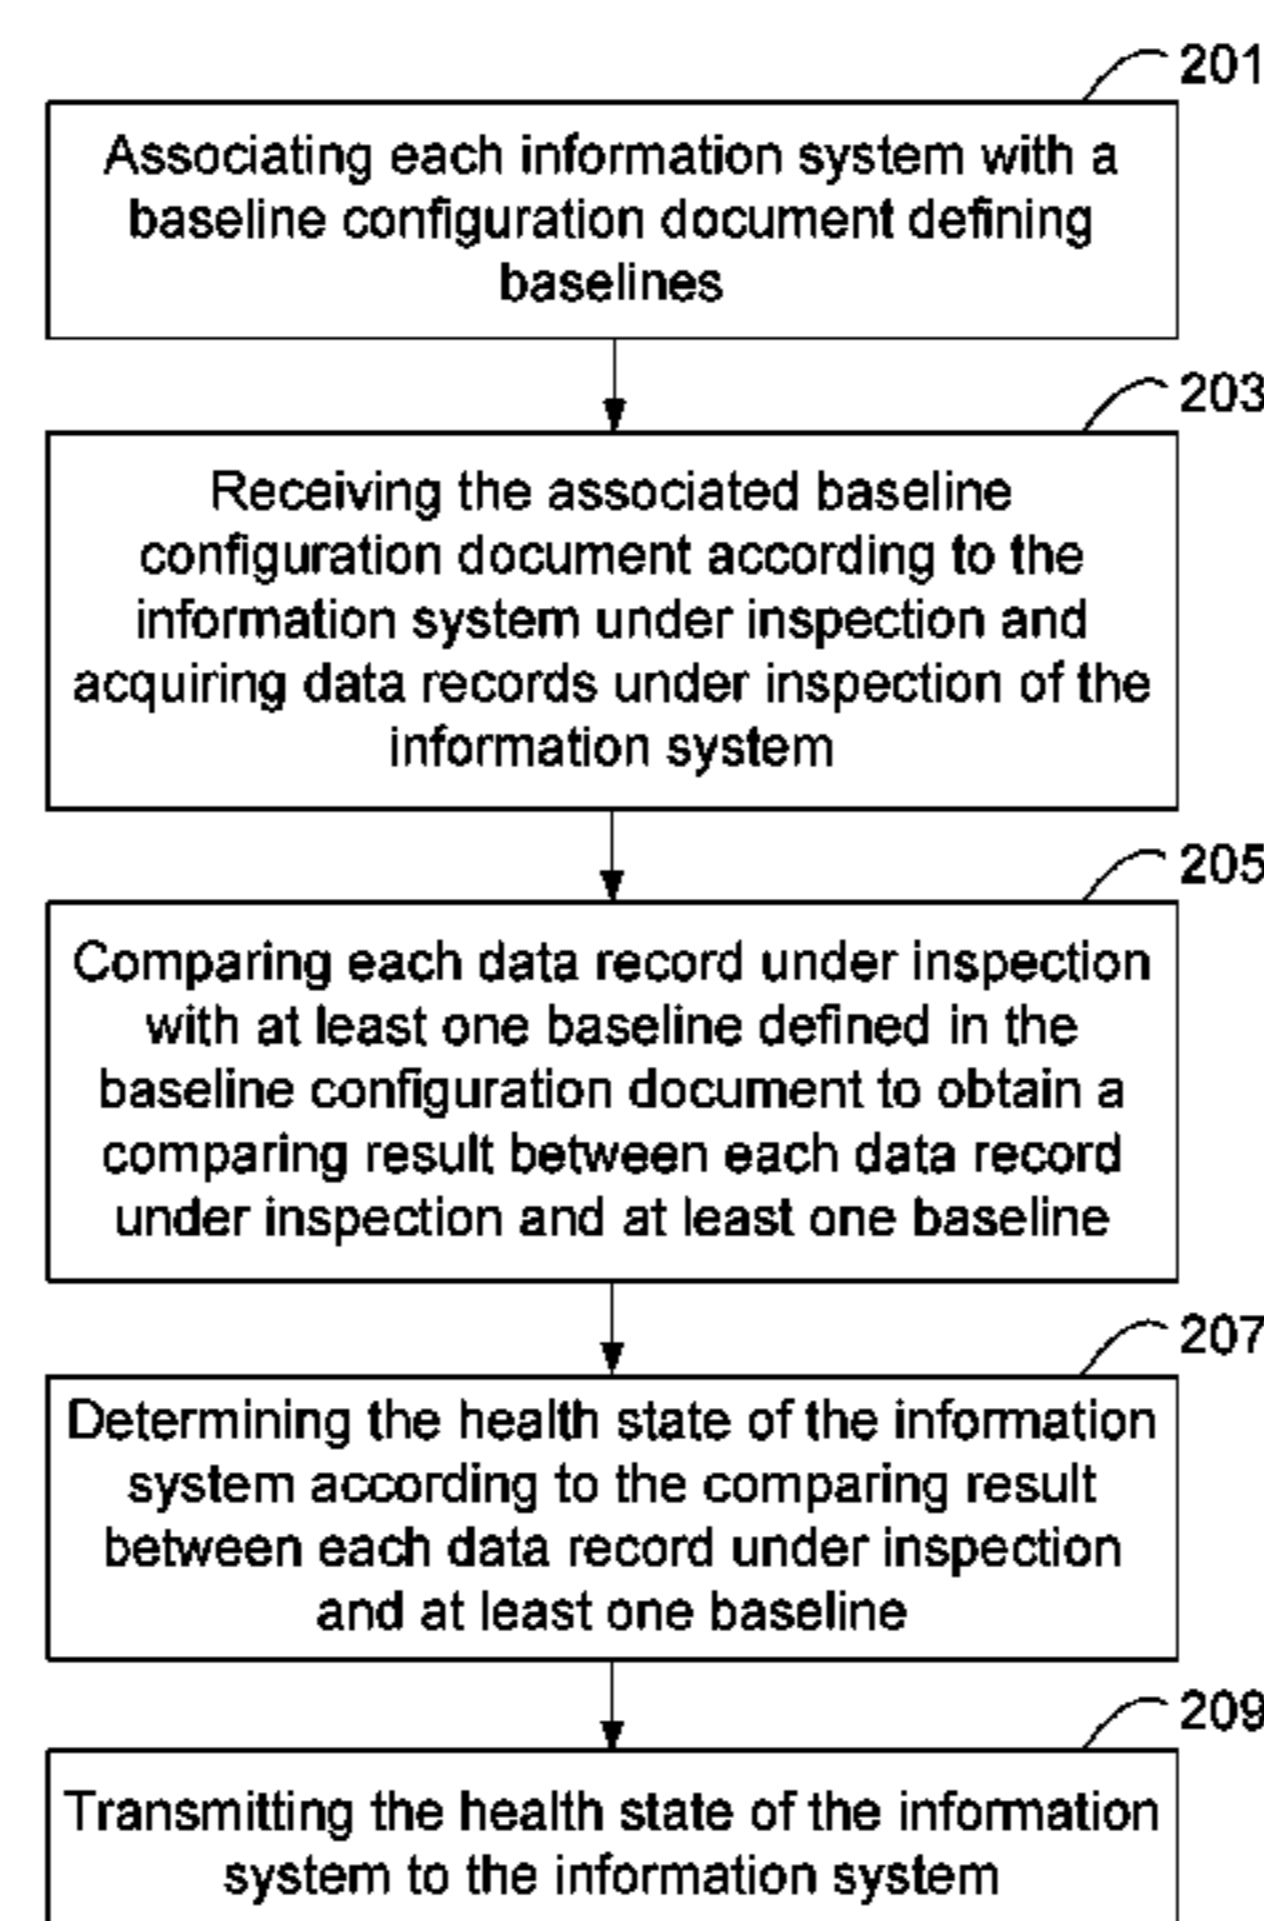 201
Associating each information system with a
baseline configuration document defining
baselines
203
Receiving the associated baseline
configuration document according to the
information system under inspection and
acquiring data records under inspection of the
information system
205
Comparing each data record under inspection
with at least one baseline defined in the
baseline configuration document to obtain a
comparing result between each data record
under inspection and at least one baseline
207
Determining the health state of the information
system according to the comparing result
between each data record under inspection
and at least one baseline
209
Transmitting the health state of the information
system to the information system